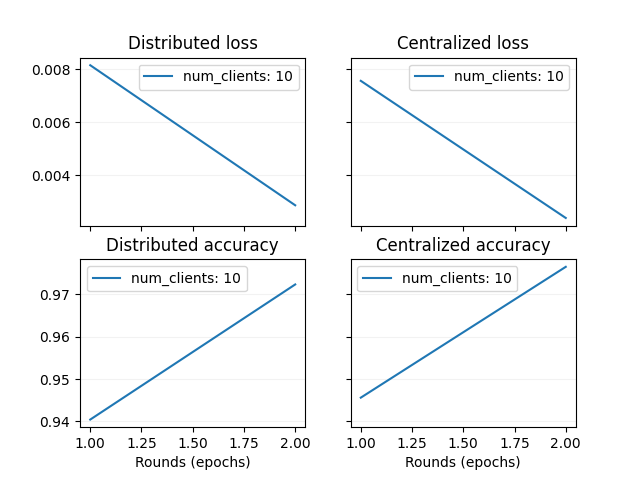 Distributed loss
Centralized loss
num_clients: 10
num_clients: 10
0.008
0.006
0.004
Distributed accuracy
Centralized accuracy
num_clients: 10
num_clients: 10
0.97
0.96
0.95
0.94
1.00 1.25 1.50 1.75 2.00
1.00 1.25 1.50 1.75 2.00
Rounds (epochs)
Rounds (epochs)